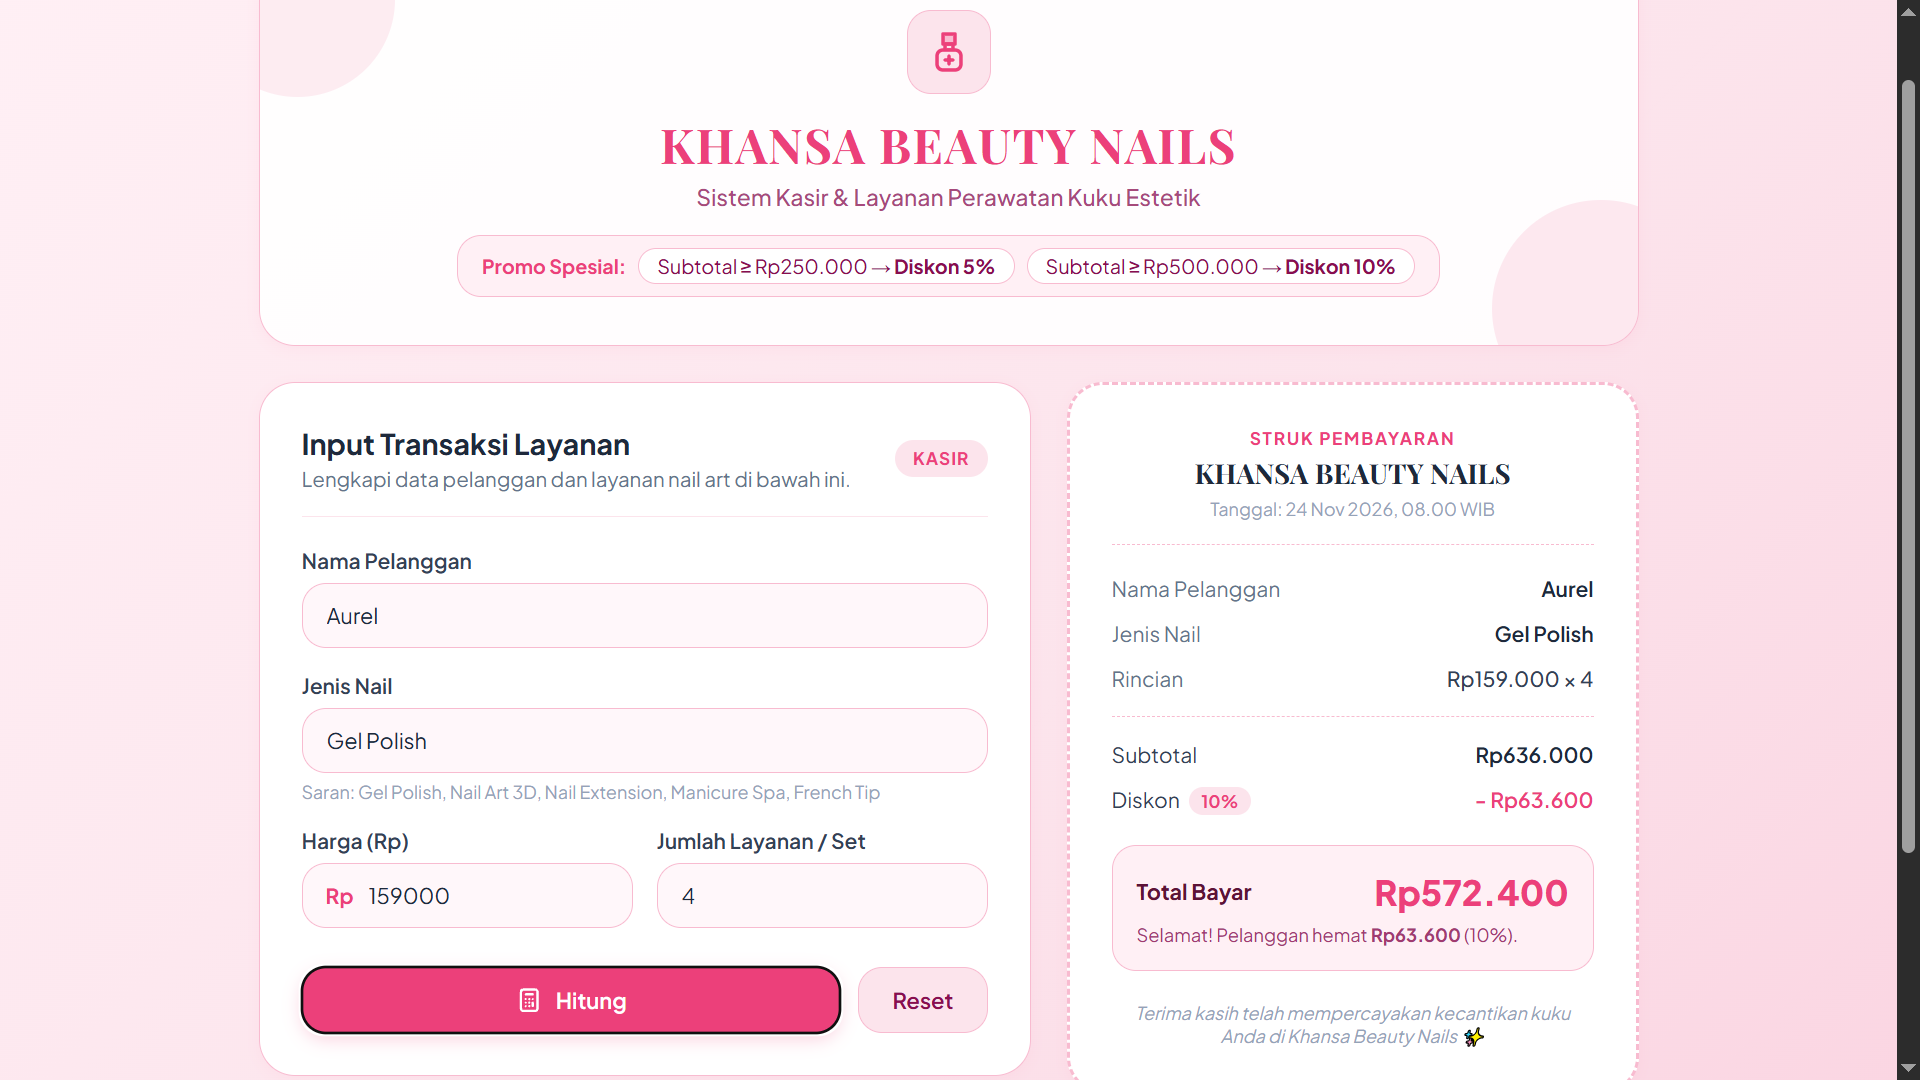 KHANSA BEAUTY NAILS
Sistem Kasir & Layanan Perawatan Kuku Estetik
Promo Spesial: Subtotal ≥ Rp250.000 → Diskon 5% Subtotal ≥ Rp500.000 → Diskon 10%
Input Transaksi Layanan
Lengkapi data pelanggan dan layanan nail art di bawah ini.
KASIR
Nama Pelanggan
Aurel
Jenis Nail
Gel Polish
Saran: Gel Polish, Nail Art 3D, Nail Extension, Manicure Spa, French Tip
Harga (Rp) Jumlah Layanan / Set
Rp 159000 4
Hitung Reset
STRUK PEMBAYARAN
KHANSA BEAUTY NAILS
Tanggal: 24 Nov 2026, 08.00 WIB
Nama Pelanggan Aurel
Jenis Nail Gel Polish
Rincian Rp159.000 × 4
Subtotal Rp636.000
Diskon 10% - Rp63.600
Total Bayar Rp572.400
Selamat! Pelanggan hemat Rp63.600 (10%).
Terima kasih telah mempercayakan kecantikan kuku
Anda di Khansa Beauty Nails ✨